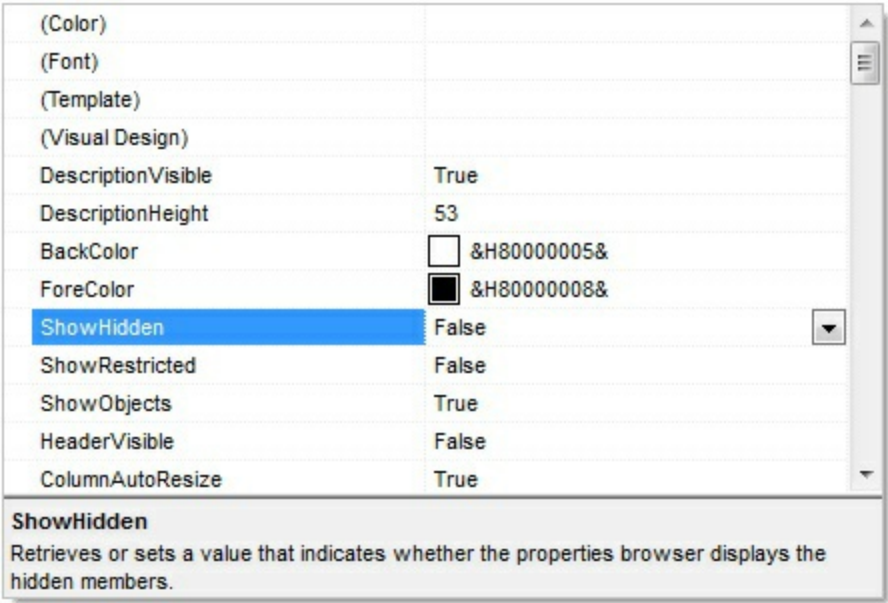 (Color)
(Font)
(Template)
(Visual Design)
DescriptionVisible True
DescriptionHeight 53
BackColor &H80000005&
ForeColor &H80000008&
ShowHidden False
ShowRestricted False
ShowObjects True
HeaderVisible False
ColumnAutoResize True
ShowHidden
Retrieves or sets a value that indicates whether the properties browser displays the
hidden members.